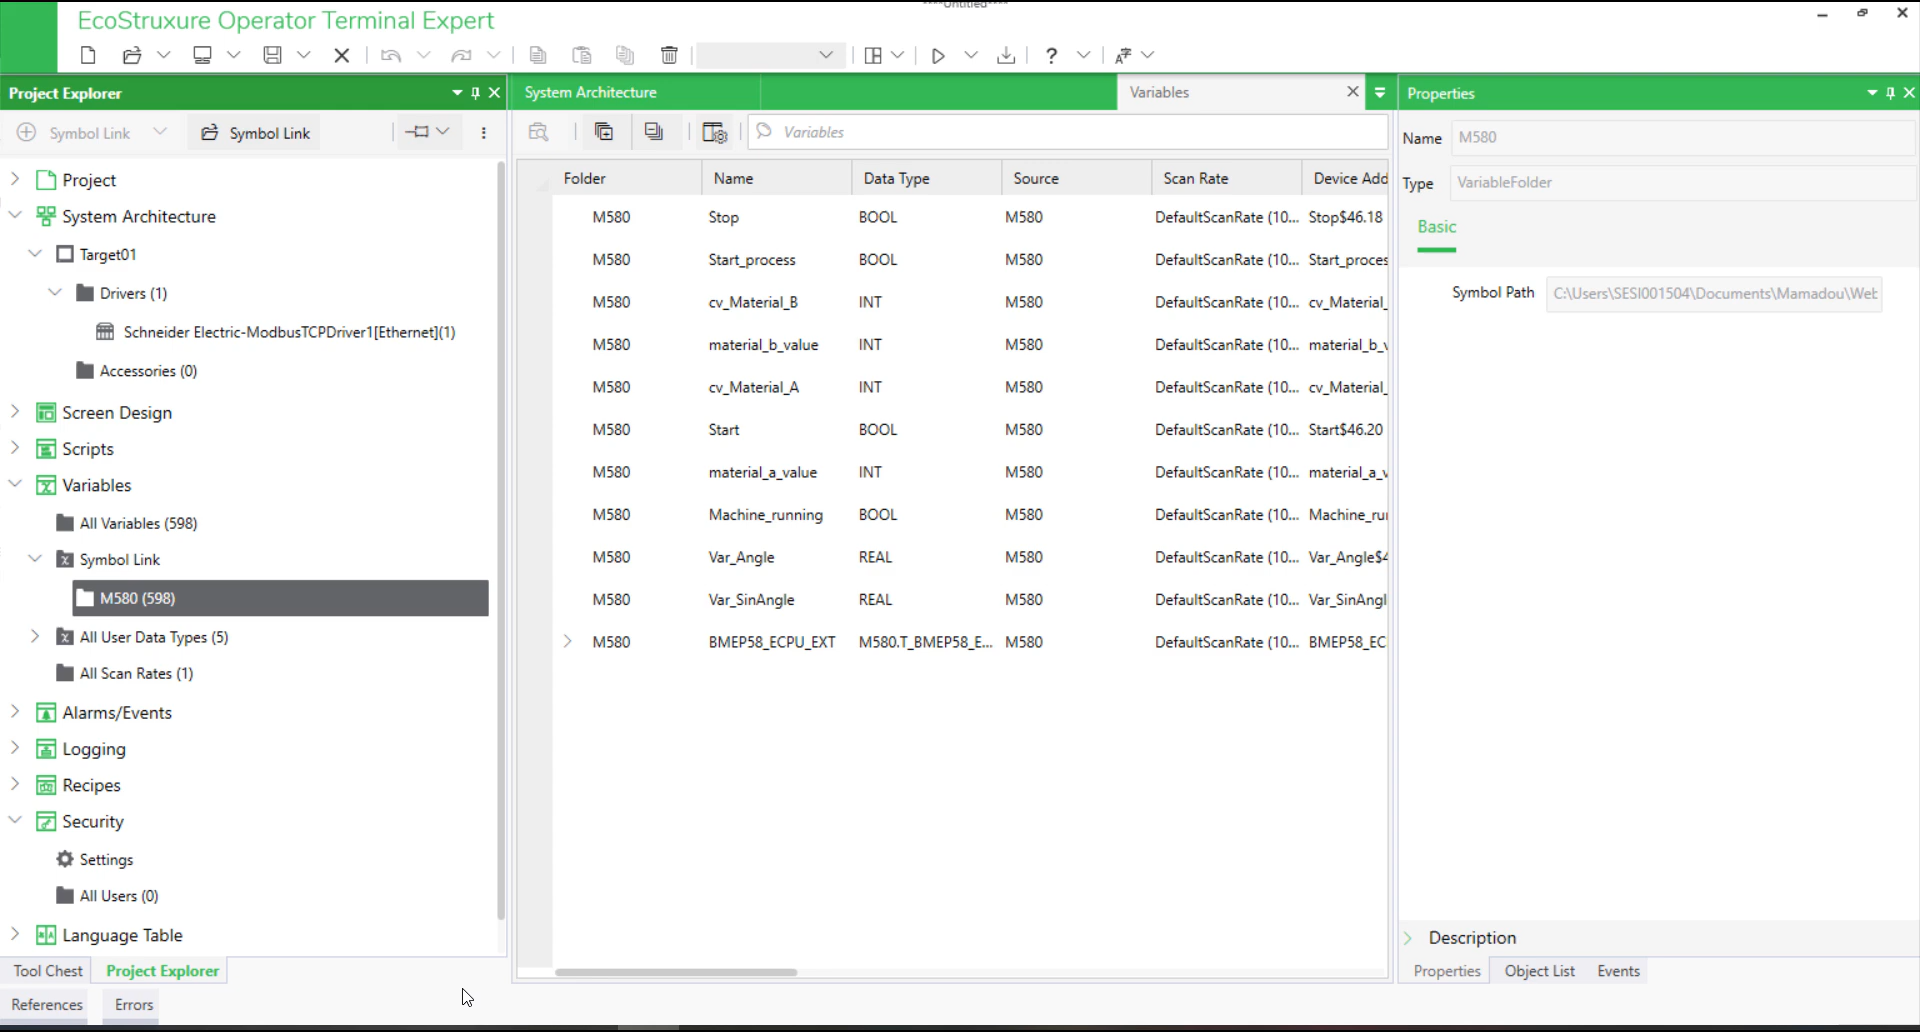 ****Untitled****
EcoStruxure Operator Terminal Expert
Project Explorer
System Architecture
Variables
Properties
Symbol Link
Symbol Link
Variables
Name M580
Type VariableFolder
Basic
Symbol Path C:\Users\SESI001504\Documents\Mamadou\Wet
Project
System Architecture
Target01
Drivers (1)
Schneider Electric-ModbusTCPDriver1[Ethernet](1)
Accessories (0)
Screen Design
Scripts
Variables
All Variables (598)
Symbol Link
M580 (598)
All User Data Types (5)
All Scan Rates (1)
Alarms/Events
Logging
Recipes
Security
Settings
All Users (0)
Language Table
Folder Name Data Type Source Scan Rate Device Add
M580 Stop BOOL M580 DefaultScanRate (10... Stop$46.18
M580 Start_process BOOL M580 DefaultScanRate (10... Start_proces
M580 cv_Material_B INT M580 DefaultScanRate (10... cv_Material_
M580 material_b_value INT M580 DefaultScanRate (10... material_b_v
M580 cv_Material_A INT M580 DefaultScanRate (10... cv_Material_
M580 Start BOOL M580 DefaultScanRate (10... Start$46.20
M580 material_a_value INT M580 DefaultScanRate (10... material_a_v
M580 Machine_running BOOL M580 DefaultScanRate (10... Machine_ru
M580 Var_Angle REAL M580 DefaultScanRate (10... Var_Angle$4
M580 Var_SinAngle REAL M580 DefaultScanRate (10... Var_SinAngl
M580 BMEP58_ECPU_EXT M580.T_BMEP58_E... M580 DefaultScanRate (10... BMEP58_EC
Description
Tool Chest Project Explorer
Properties Object List Events
References Errors